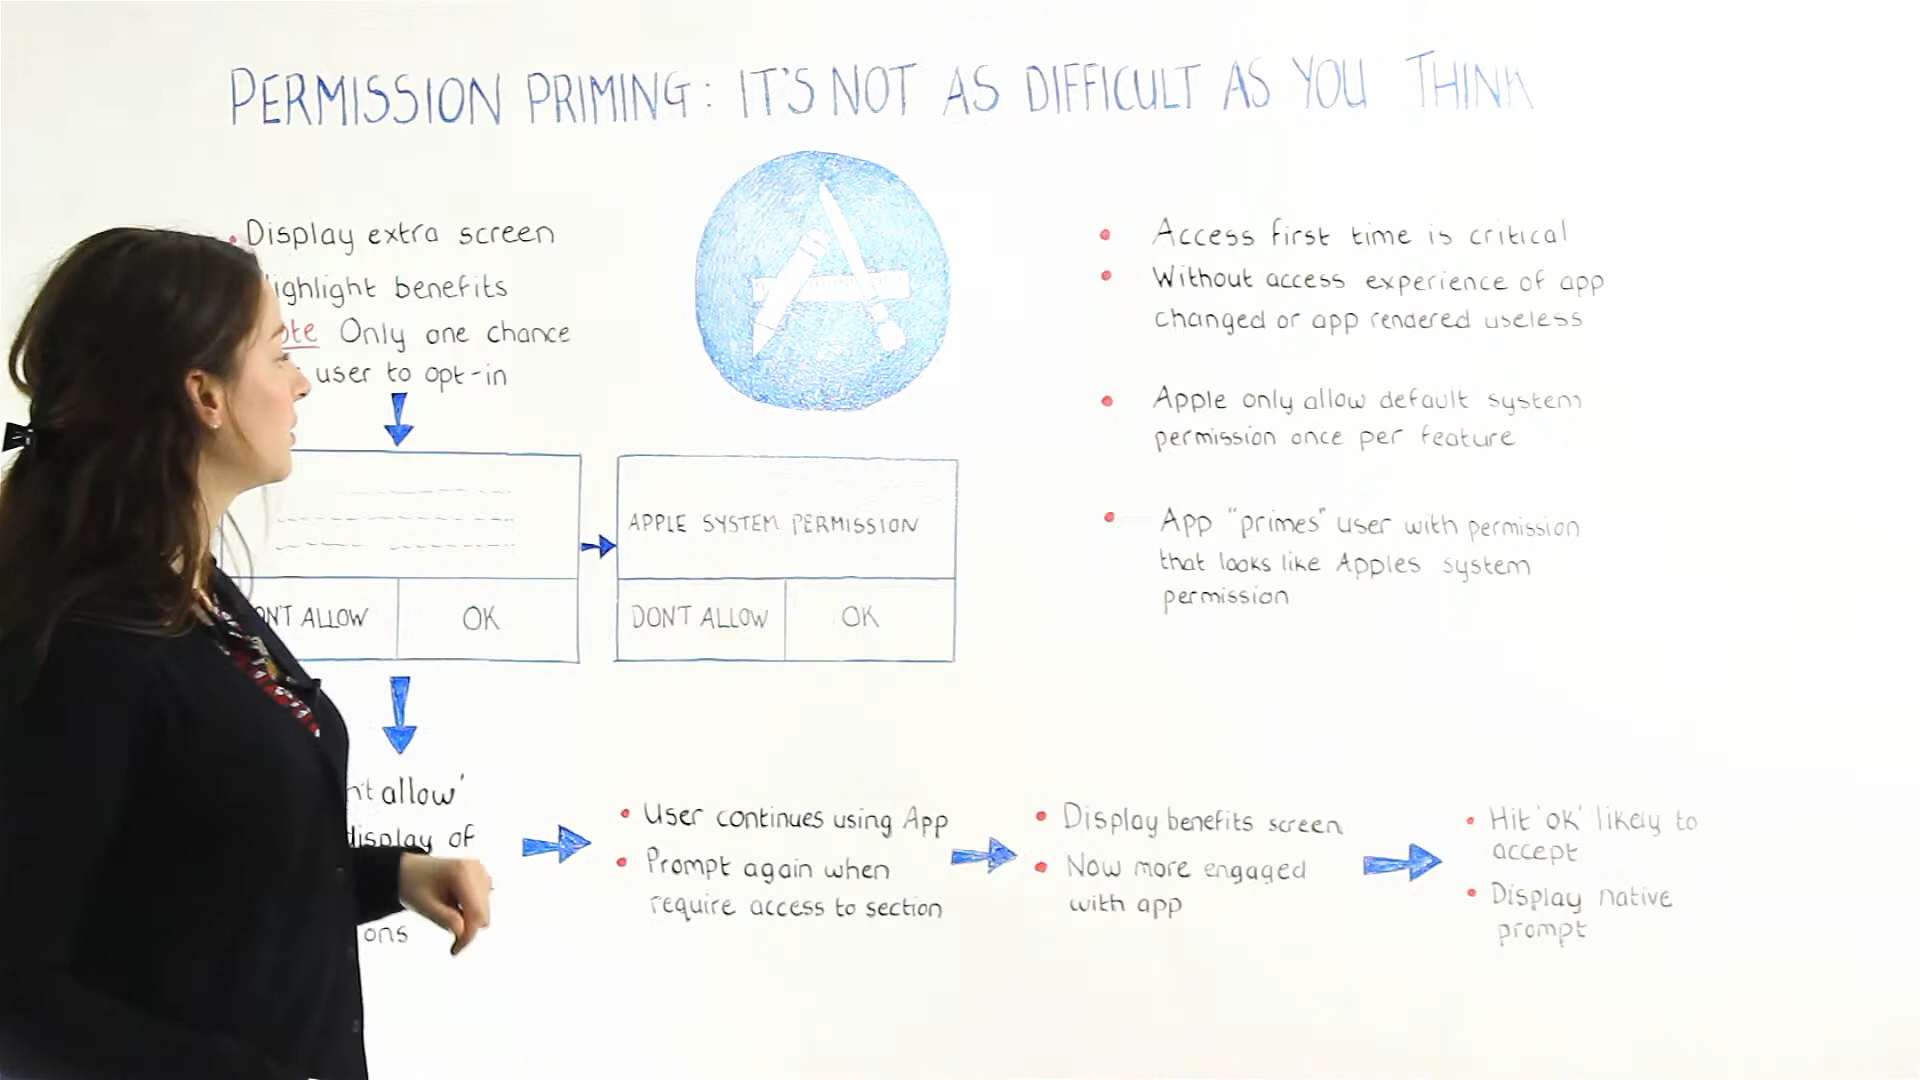 PERMISSION PRIMING: IT'S NOT AS DIFFICULT AS YOU THINK
Display extra screen
ighlight benefits
Only one chance
user to opt-in
N'T ALLOW
OK
APPLE SYSTEM PERMISSION
DON'T ALLOW
OK
Access first time is critical
Without access experience of app
changed or app rendered useless
Apple only allow default system
permission once per feature
App "primes" user with permission
that looks like Apples system
permission
n't allow'
display of
ons
User continues using App
Prompt again when
require access to section
Display benefits screen
Now more engaged
with app
Hit 'OK' likely to
accept
Display native
prompt